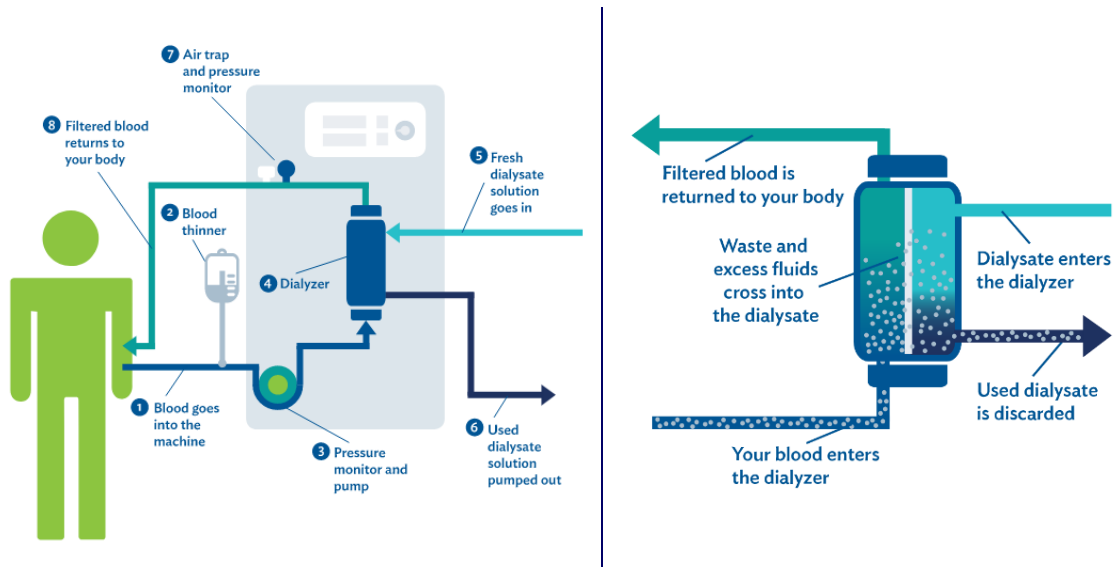 7 Air trap
and pressure
monitor
8 Filtered blood
returns to
your body
2 Blood
thinner
5 Fresh
dialysate
solution
goes in
4 Dialyzer
1 Blood goes
into the
machine
3 Pressure
monitor and
pump
6 Used
dialysate
solution
pumped out
Filtered blood is
returned to your body
Waste and
excess fluids
cross into
the dialysate
Dialysate enters
the dialyzer
Used dialysate
is discarded
Your blood enters
the dialyzer